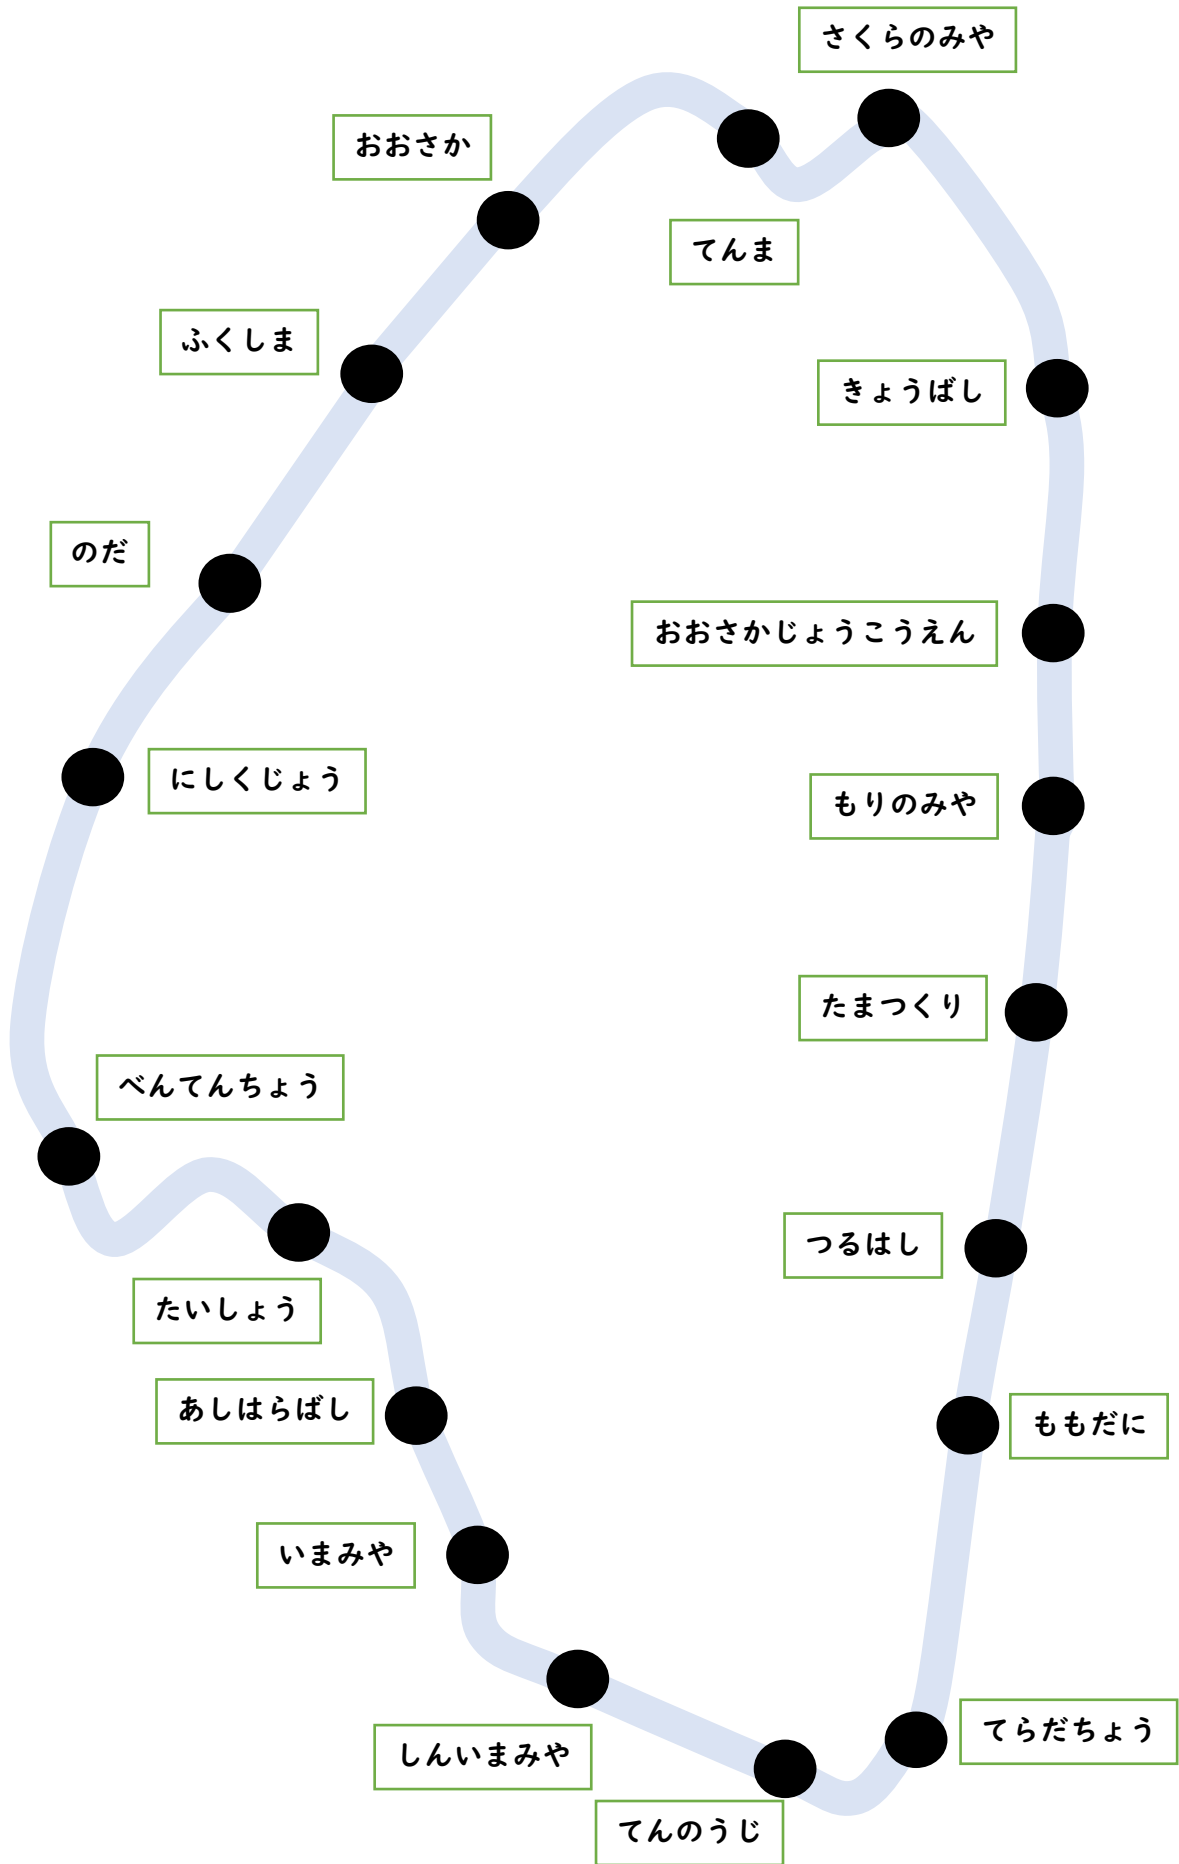 さくらのみや
おおさか
てんま
ふくしま
きょうばし
のだ
おおさかじょうこうえん
にしくじょう
もりのみや
たまつくり
べんてんちょう
つるはし
たいしょう
あしはらばし
ももだに
いまみや
てらだちょう
しんいまみや
てんのうじ